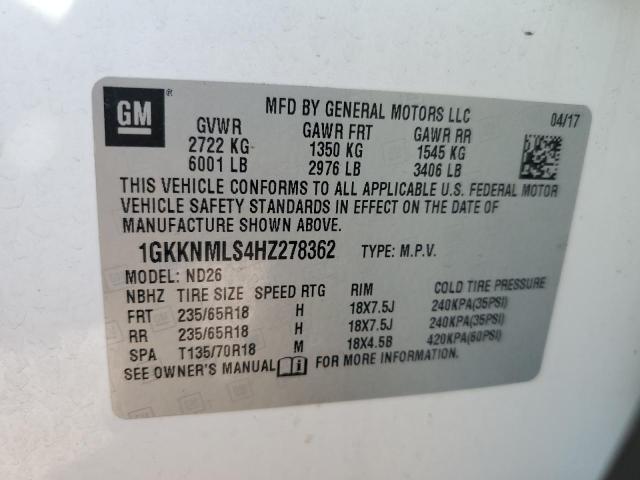 GM ®
MFD BY GENERAL MOTORS LLC 04/17
GVWR GAWR FRT GAWR RR
2722 KG 1350 KG 1545 KG
6001 LB 2976 LB 3406 LB
THIS VEHICLE CONFORMS TO ALL APPLICABLE U.S. FEDERAL MOTOR
VEHICLE SAFETY STANDARDS IN EFFECT ON THE DATE OF
MANUFACTURE SHOWN ABOVE.
1GKKNMLS4HZ278362 TYPE: M.P.V.
MODEL: ND26
NBHZ TIRE SIZE SPEED RTG RIM COLD TIRE PRESSURE
FRT 235/65R18 H 18X7.5J 240KPA(35PSI)
RR 235/65R18 H 18X7.5J 240KPA(35PSI)
SPA T135/70R18 M 18X4.5B 420KPA(60PSI)
SEE OWNER'S MANUAL FOR ADDITIONAL INFORMATION.